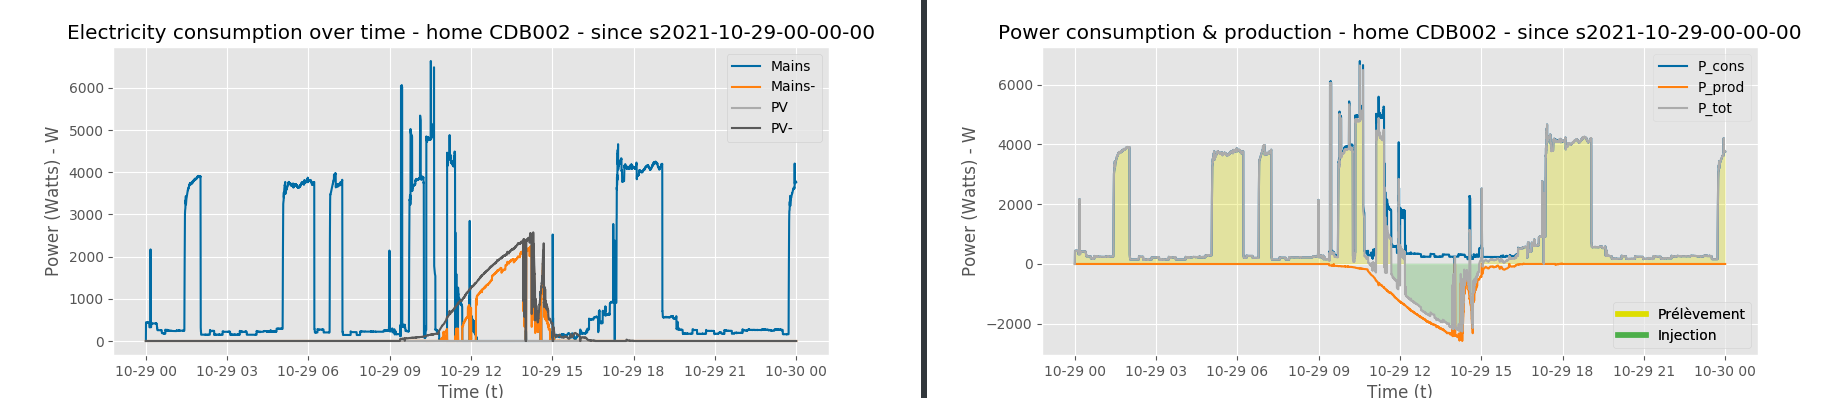 Electricity consumption over time - home CDB002 - since s2021-10-29-00-00-00
Power (Watts) - W
6000
5000
4000
3000
2000
1000
0
Mains
Mains-
PV
PV-
10-29 00 10-29 03 10-29 06 10-29 09 10-29 12 10-29 15 10-29 18 10-29 21 10-30 00
Time (t)
Power consumption & production - home CDB002 - since s2021-10-29-00-00-00
Power (Watts) - W
6000
4000
2000
0
−2000
P_cons
P_prod
P_tot
Prélèvement
Injection
10-29 00 10-29 03 10-29 06 10-29 09 10-29 12 10-29 15 10-29 18 10-29 21 10-30 00
Time (t)